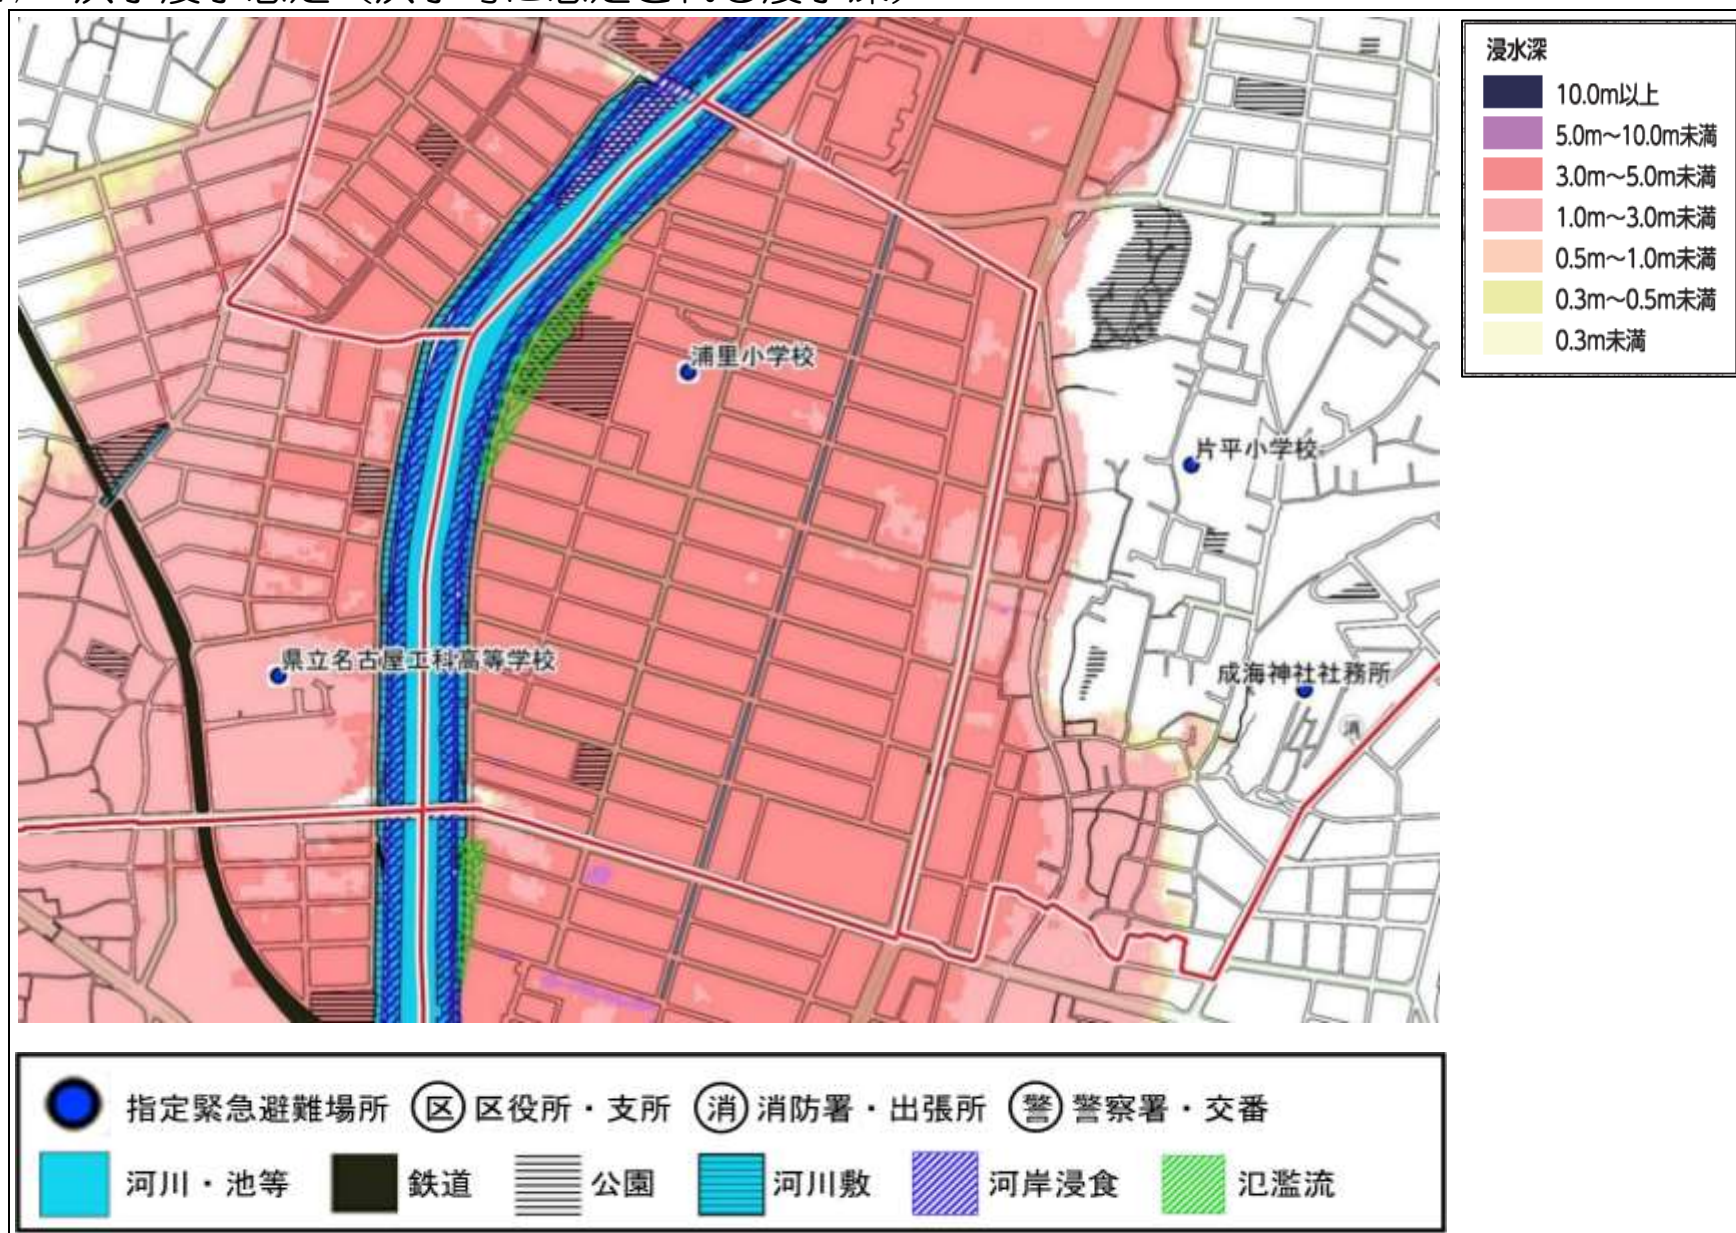 浸水深
10.0m以上
5.0m〜10.0m未満
3.0m〜5.0m未満
1.0m〜3.0m未満
0.5m〜1.0m未満
0.3m〜0.5m未満
0.3m未満
浦里小学校
片平小学校
県立名古屋工科高等学校
成海神社社務所
消
指定緊急避難場所 区 区役所・支所 消 消防署・出張所 警 警察署・交番
河川・池等 鉄道 公園 河川敷 河岸浸食 氾濫流